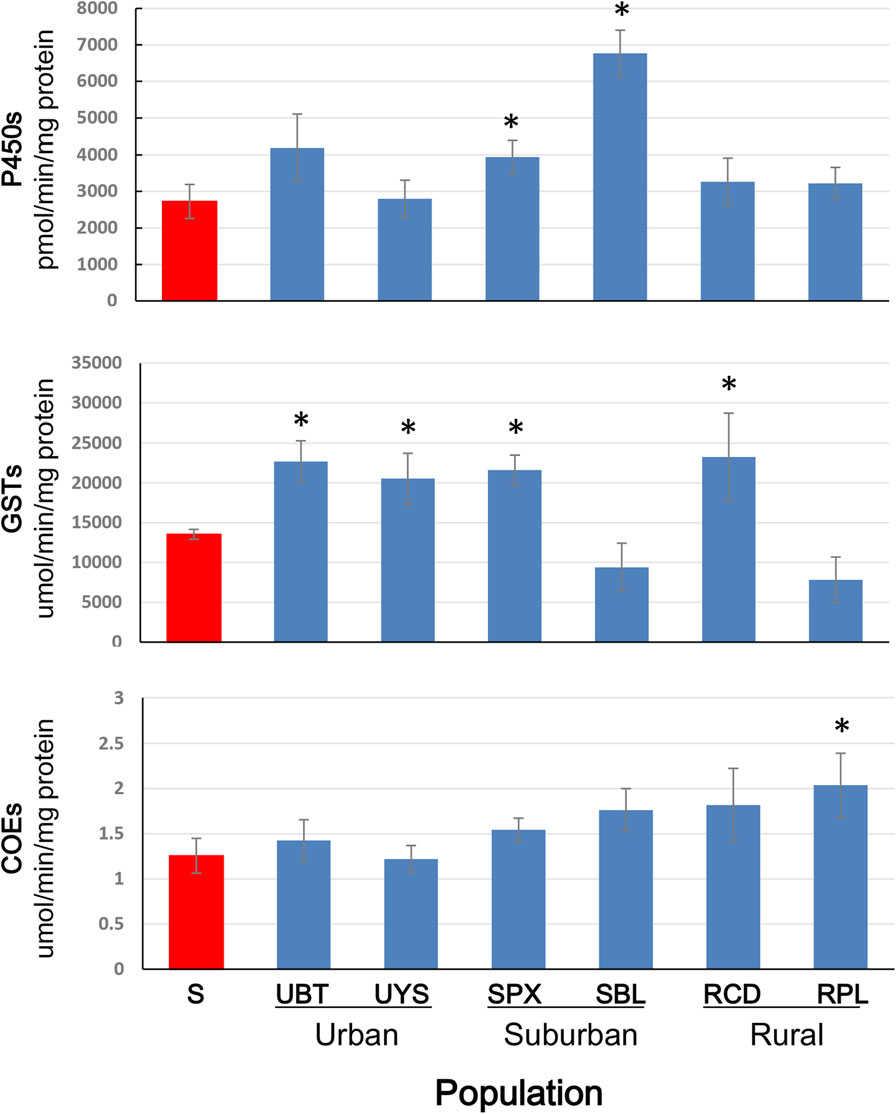 P450s
pmol/min/mg protein
8000
7000
6000
5000
4000
3000
2000
1000
0
*
*
GSTs
umol/min/mg protein
35000
30000
25000
20000
15000
10000
5000
0
* * * *
COEs
umol/min/mg protein
3
2.5
2
1.5
1
0.5
0
*
S UBT UYS SPX SBL RCD RPL
Urban Suburban Rural
Population